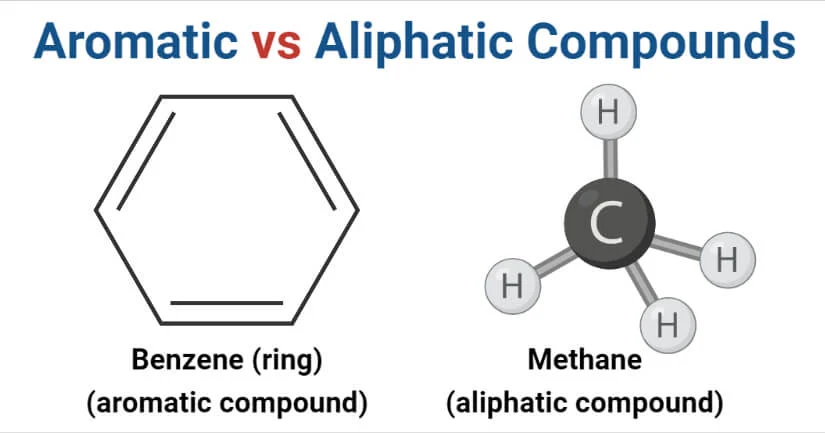 Aromatic vs Aliphatic Compounds
H
C
H
H
H
Benzene (ring)
(aromatic compound)
Methane
(aliphatic compound)